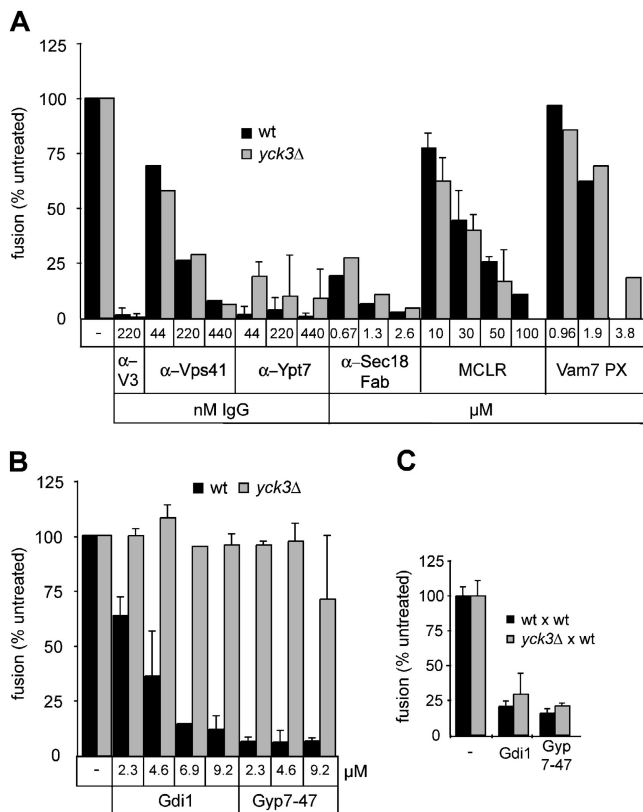 A
125
100
75
50
25
0
fusion (% untreated)
wt
yck3Δ
- 220 44 220 440 44 220 440 0.67 1.3 2.6 10 30 50 100 0.96 1.9 3.8
α–V3 α–Vps41 α–Ypt7 α–Sec18 Fab MCLR Vam7 PX
nM IgG μM
B
wt yck3Δ
125
100
75
50
25
0
fusion (% untreated)
- 2.3 4.6 6.9 9.2 2.3 4.6 9.2 μM
Gdi1 Gyp7-47
C
125
100
75
50
25
0
fusion (% untreated)
wt x wt
yck3Δ x wt
- Gdi1 Gyp
7-47